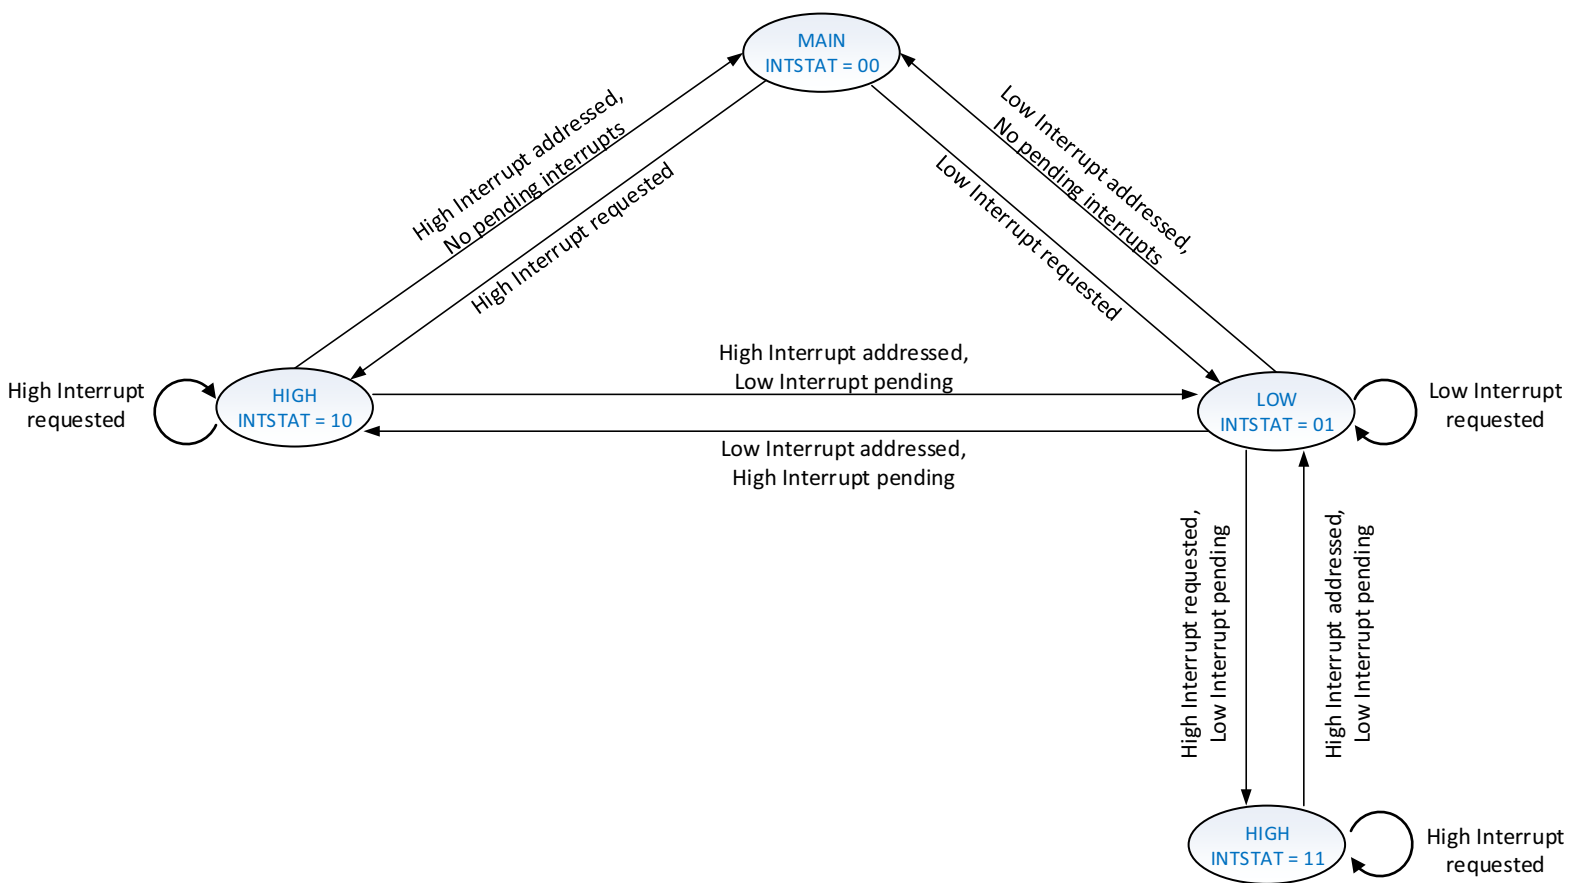 MAIN
INTSTAT = 00
High Interrupt addressed,
No pending interrupts
High Interrupt requested
Low Interrupt addressed,
No pending interrupts
Low Interrupt requested
High Interrupt addressed,
Low Interrupt pending
High Interrupt
requested
HIGH
INTSTAT = 10
LOW
INTSTAT = 01
Low Interrupt
requested
Low Interrupt addressed,
High Interrupt pending
High Interrupt requested,
Low Interrupt pending
High Interrupt addressed,
Low Interrupt pending
HIGH
INTSTAT = 11
High Interrupt
requested